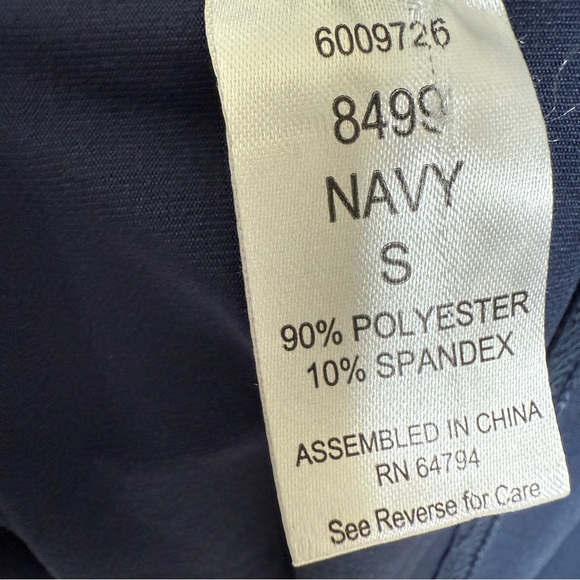 6009726
8499
NAVY
S
90% POLYESTER
10% SPANDEX
ASSEMBLED IN CHINA
RN 64794
See Reverse for Care